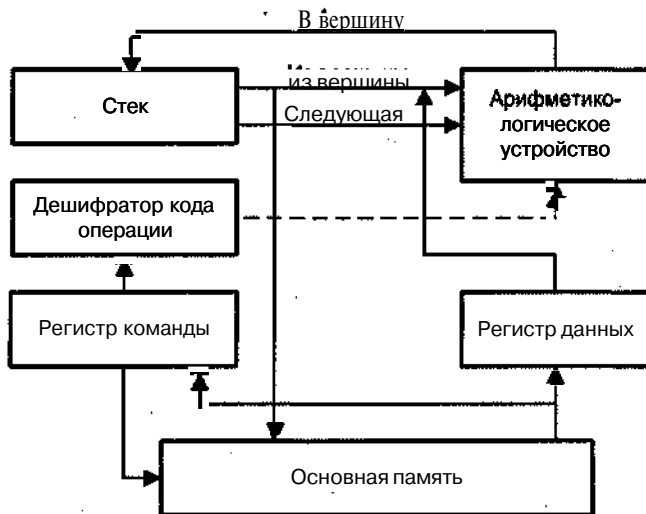 В вершину
из вершины
Стек
Следующая
Арифметико-
логическое
устройство
Дешифратор кода
операции
Регистр команды
Регистр данных
Основная память